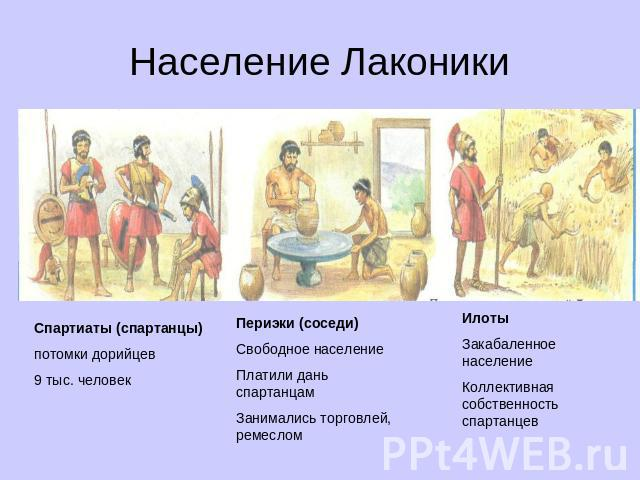 Население Лаконики
Спартиаты (спартанцы)
потомки дорийцев
9 тыс. человек
Периэки (соседи)
Свободное население
Платили дань
спартанцам
Занимались торговлей,
ремеслом
Илоты
Закабаленное
население
Коллективная
собственность
спартанцев
PPt4WEB.ru